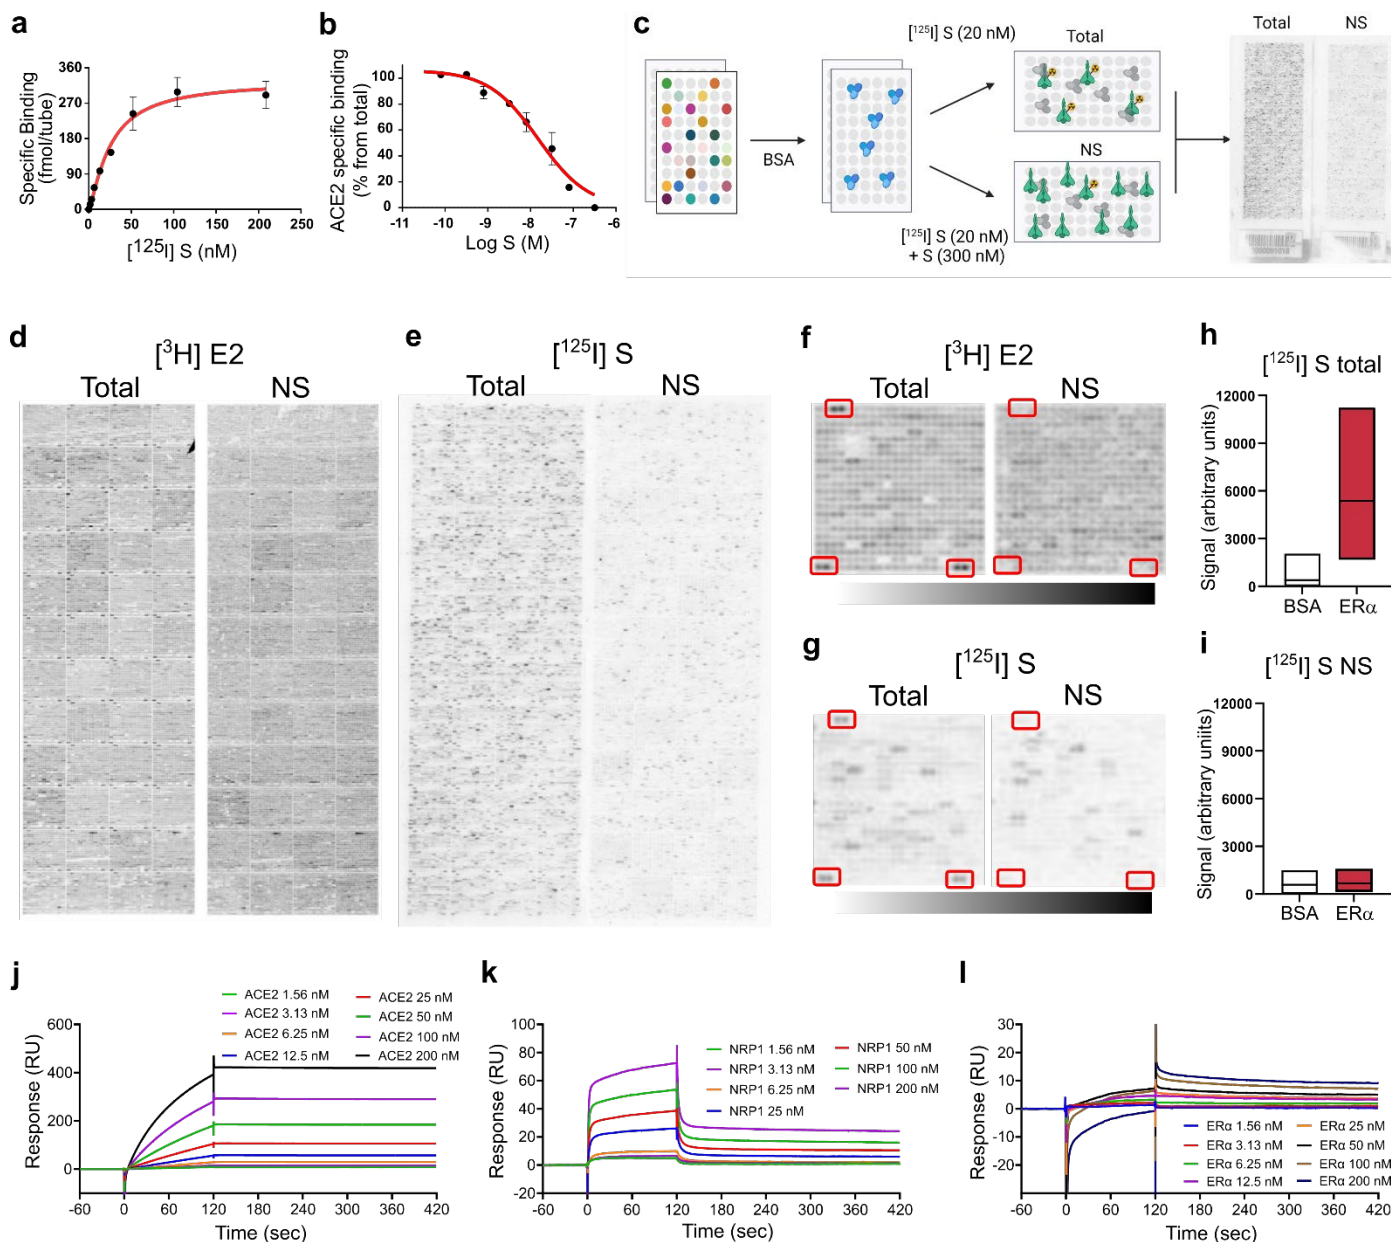 a
Specific Binding
(fmol/tube)
360
270
180
90
0
0 50 100 150 200 250
[125I] S (nM)
b
ACE2 specific binding
(% from total)
100
80
60
40
20
0
-11 -10 -9 -8 -7 -6
Log S (M)
c
BSA
[125I] S (20 nM)
[125I] S (20 nM)
+ S (300 nM)
Total
NS
Total NS
d
[3H] E2
Total NS
e
[125I] S
Total NS
f
[3H] E2
Total NS
g
[125I] S
Total NS
h
[125I] S total
Signal (arbitrary units)
12000
9000
6000
3000
0
BSA ERα
i
[125I] S NS
Signal (arbitrary uniits)
12000
9000
6000
3000
0
BSA ERα
j
ACE2 1.56 nM ACE2 25 nM
ACE2 3.13 nM ACE2 50 nM
ACE2 6.25 nM ACE2 100 nM
ACE2 12.5 nM ACE2 200 nM
Response (RU)
600
400
200
0
-60 0 60 120 180 240 300 360 420
Time (sec)
k
NRP1 1.56 nM NRP1 50 nM
NRP1 3.13 nM NRP1 100 nM
NRP1 6.25 nM NRP1 200 nM
NRP1 25 nM
Response (RU)
100
80
60
40
20
0
-20
-60 0 60 120 180 240 300 360 420
Time (sec)
l
Response (RU)
30
20
10
0
-10
-20
ERα 1.56 nM ERα 25 nM
ERα 3.13 nM ERα 50 nM
ERα 6.25 nM ERα 100 nM
ERα 12.5 nM ERα 200 nM
-60 0 60 120 180 240 300 360 420
Time (sec)